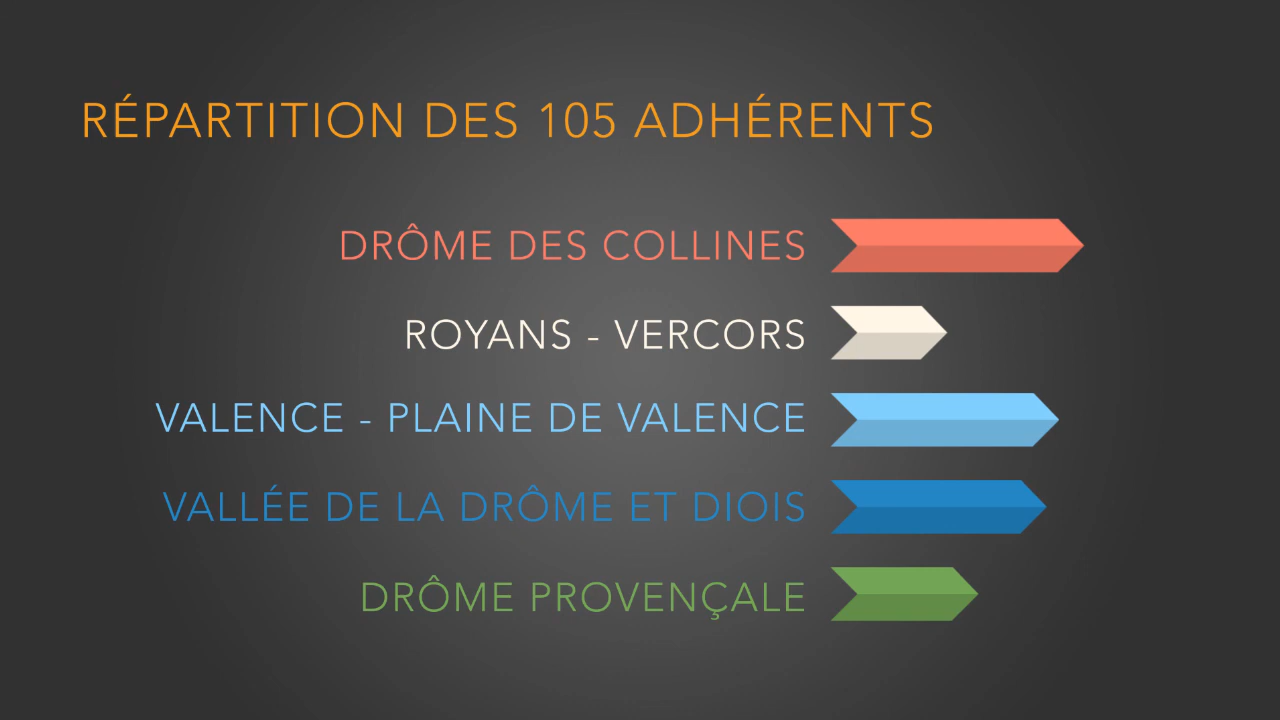 RÉPARTITION DES 105 ADHÉRENTS
DRÔME DES COLLINES
ROYANS - VERCORS
VALENCE - PLAINE DE VALENCE
VALLÉE DE LA DRÔME ET DIOIS
DRÔME PROVENÇALE